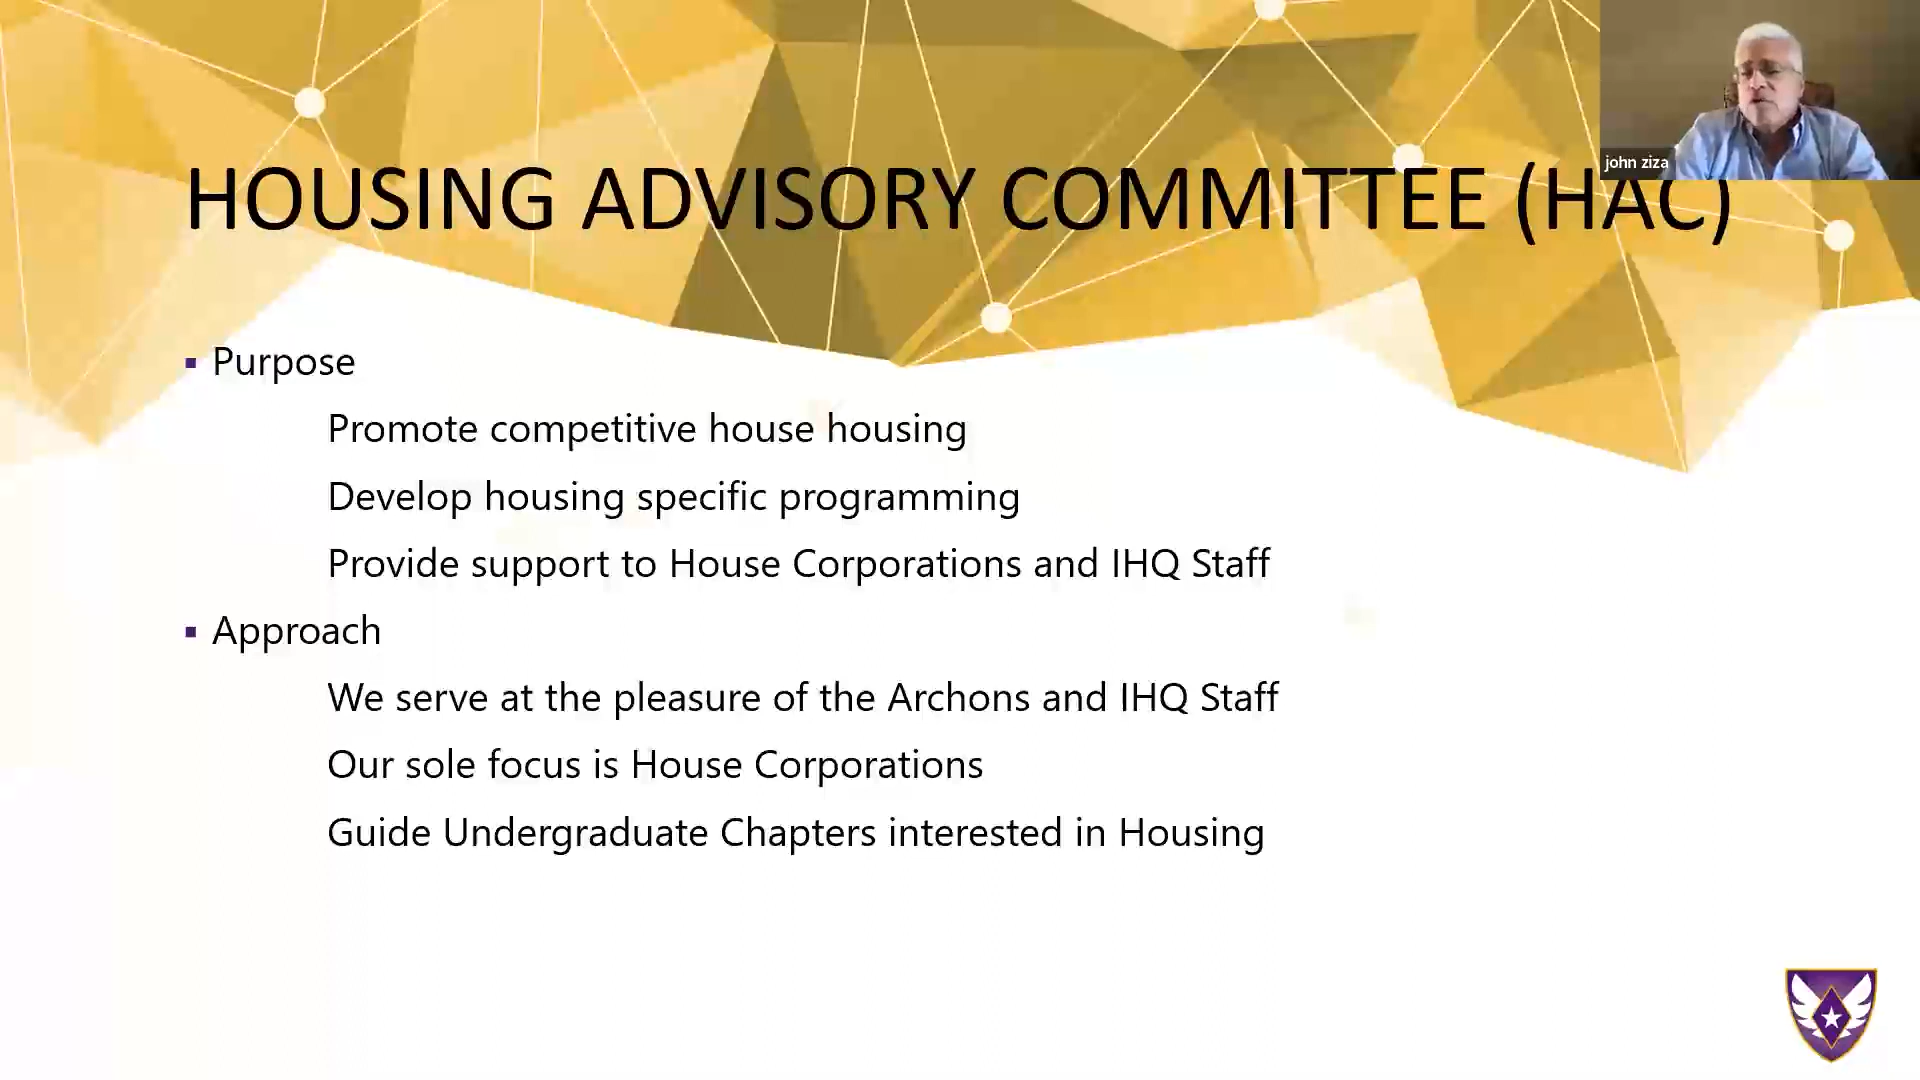 john ziza
HOUSING ADVISORY COMMITTEE (HAC)
▪ Purpose
Promote competitive house housing
Develop housing specific programming
Provide support to House Corporations and IHQ Staff
▪ Approach
We serve at the pleasure of the Archons and IHQ Staff
Our sole focus is House Corporations
Guide Undergraduate Chapters interested in Housing